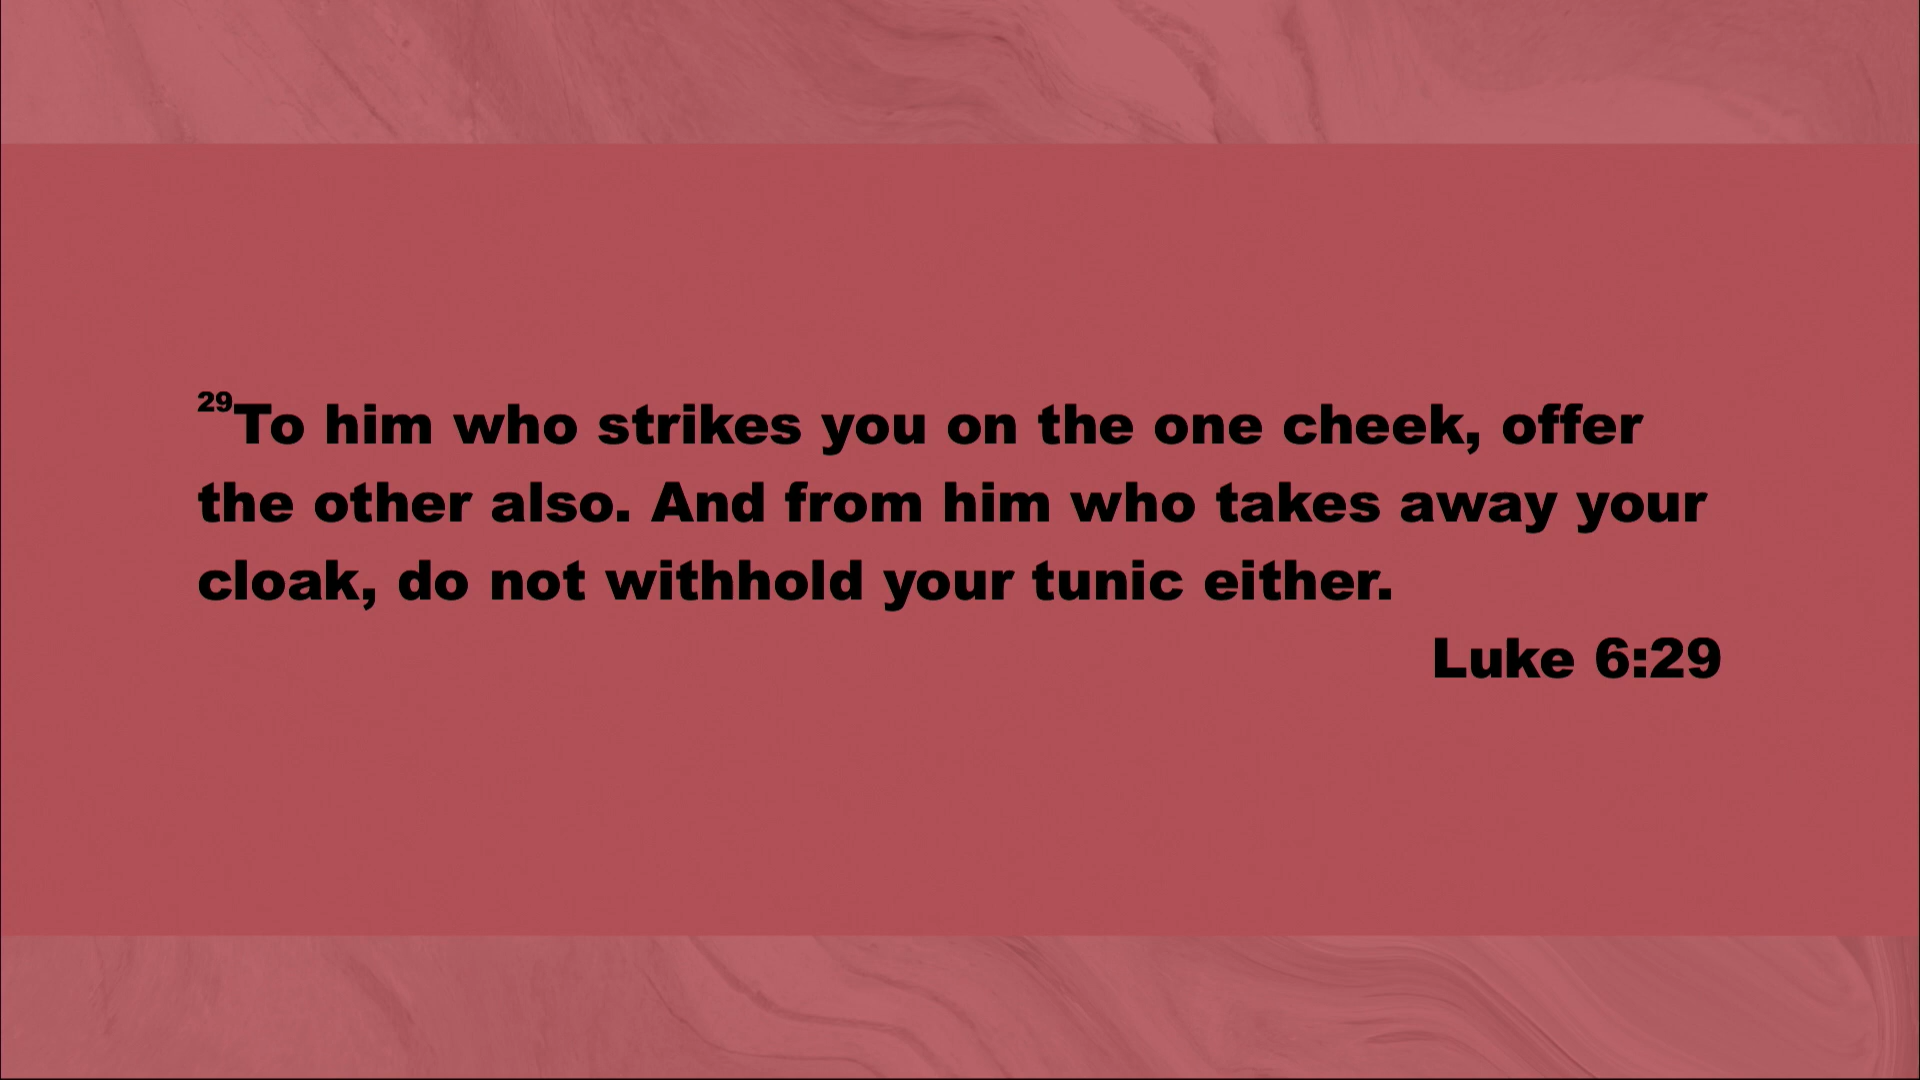 29To him who strikes you on the one cheek, offer
the other also. And from him who takes away your
cloak, do not withhold your tunic either.
Luke 6:29